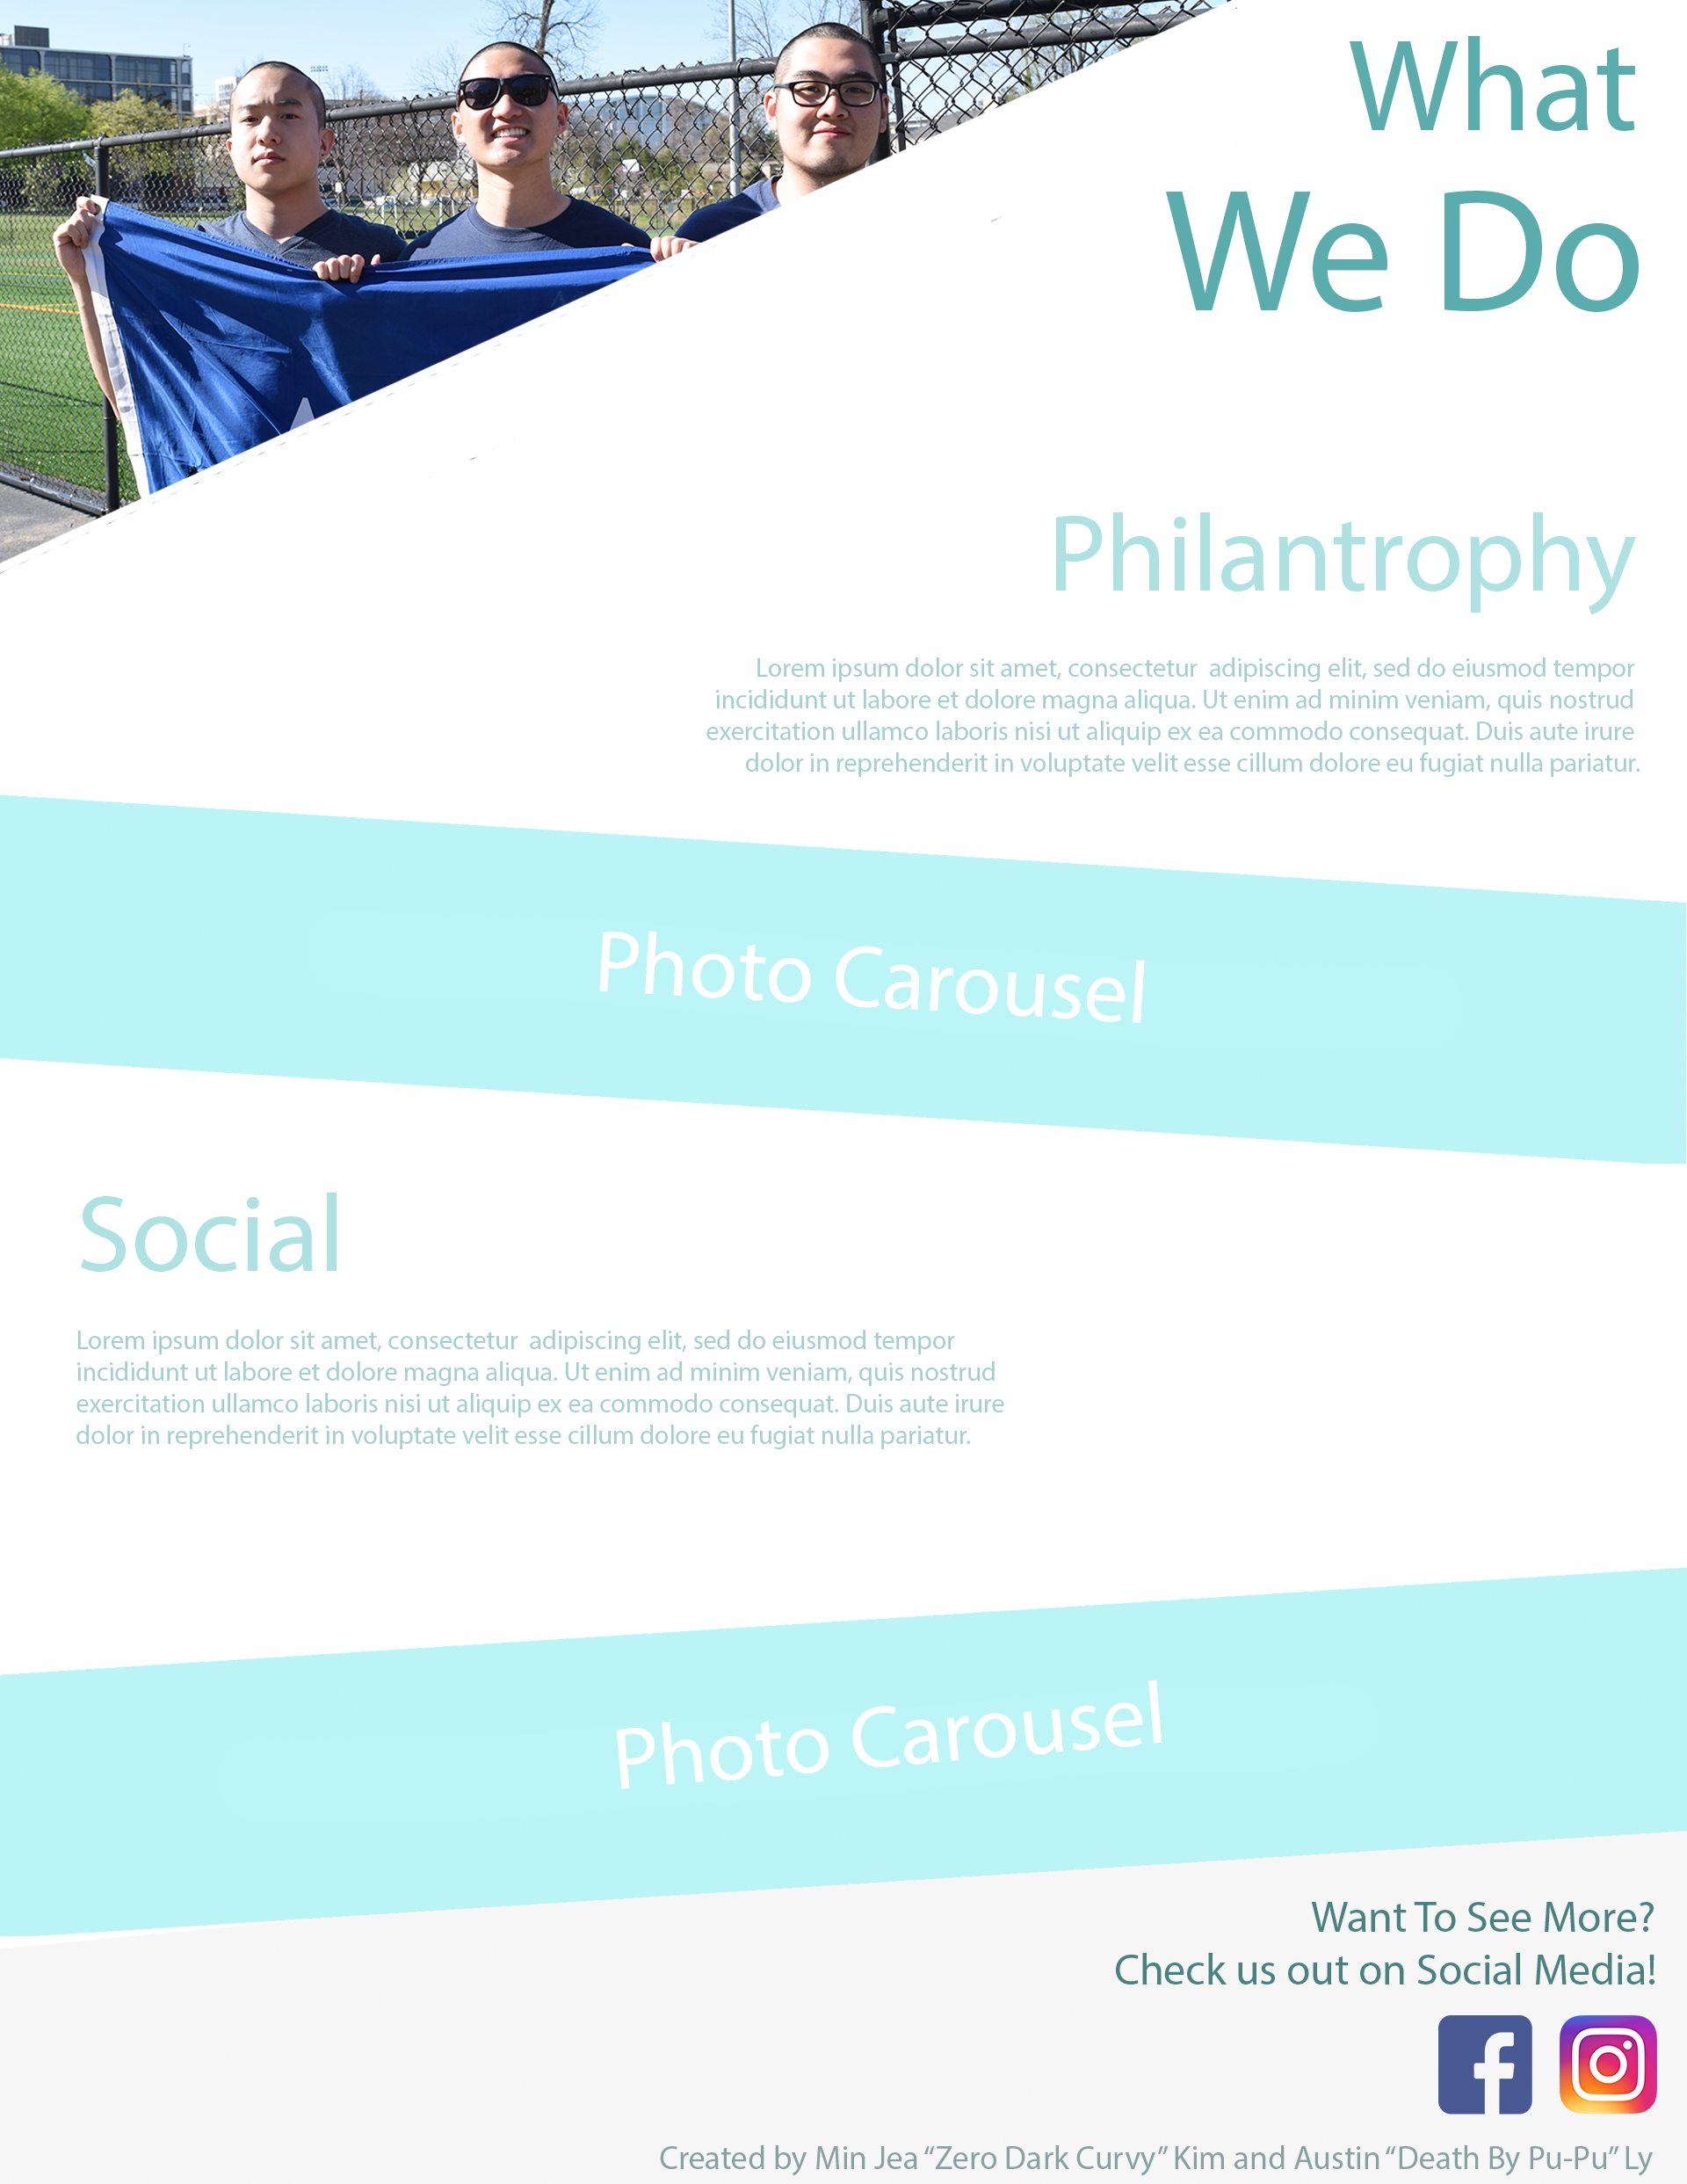 What
We Do
Philantrophy
Lorem ipsum dolor sit amet, consectetur  adipiscing elit, sed do eiusmod tempor
incididunt ut labore et dolore magna aliqua. Ut enim ad minim veniam, quis nostrud
exercitation ullamco laboris nisi ut aliquip ex ea commodo consequat. Duis aute irure
dolor in reprehenderit in voluptate velit esse cillum dolore eu fugiat nulla pariatur.
Photo Carousel
Social
Lorem ipsum dolor sit amet, consectetur  adipiscing elit, sed do eiusmod tempor
incididunt ut labore et dolore magna aliqua. Ut enim ad minim veniam, quis nostrud
exercitation ullamco laboris nisi ut aliquip ex ea commodo consequat. Duis aute irure
dolor in reprehenderit in voluptate velit esse cillum dolore eu fugiat nulla pariatur.
Photo Carousel
Want To See More?
Check us out on Social Media!
Created by Min Jea “Zero Dark Curvy” Kim and Austin “Death By Pu-Pu” Ly